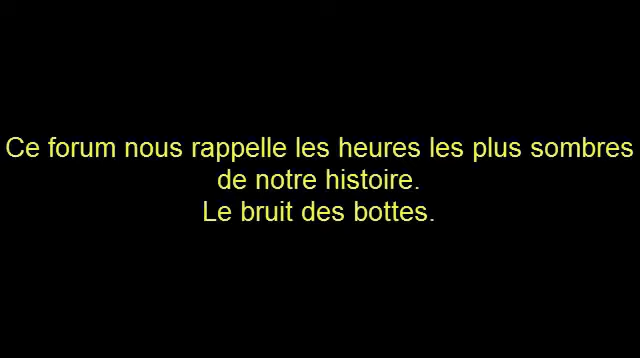 Ce forum nous rappelle les heures les plus sombres
de notre histoire.
Le bruit des bottes.